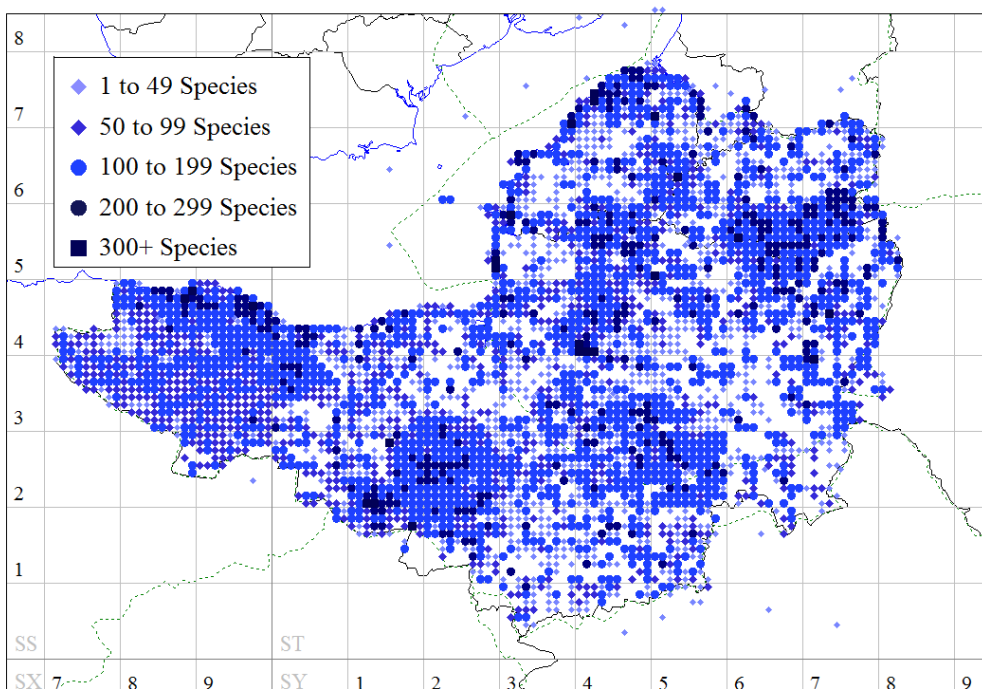 8
1 to 49 Species
50 to 99 Species
100 to 199 Species
200 to 299 Species
300+ Species
7
6
5
4
3
2
1
SS ST
SX 7 8 9 SY 1 2 3 4 5 6 7 8 9